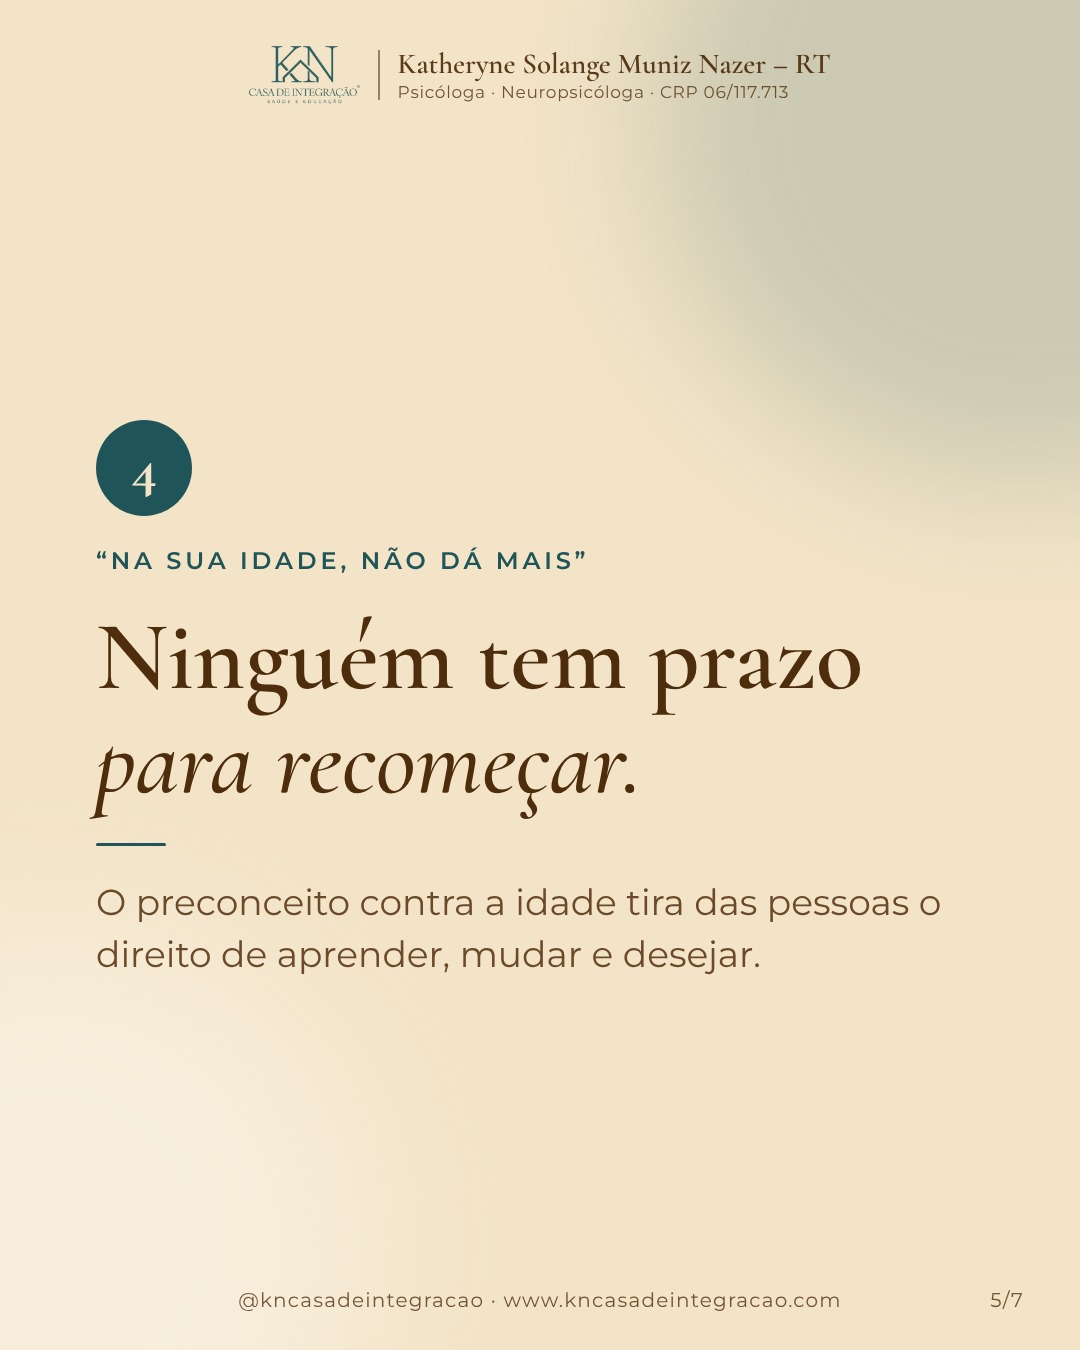 KN
CASA DE INTEGRAÇÃO®
SAÚDE E EDUCAÇÃO
Katheryne Solange Muniz Nazer – RT
Psicóloga · Neuropsicóloga · CRP 06/117.713
4
“NA SUA IDADE, NÃO DÁ MAIS”
Ninguém tem prazo
para recomeçar.
O preconceito contra a idade tira das pessoas o
direito de aprender, mudar e desejar.
@kncasadeintegracao · www.kncasadeintegracao.com
5/7